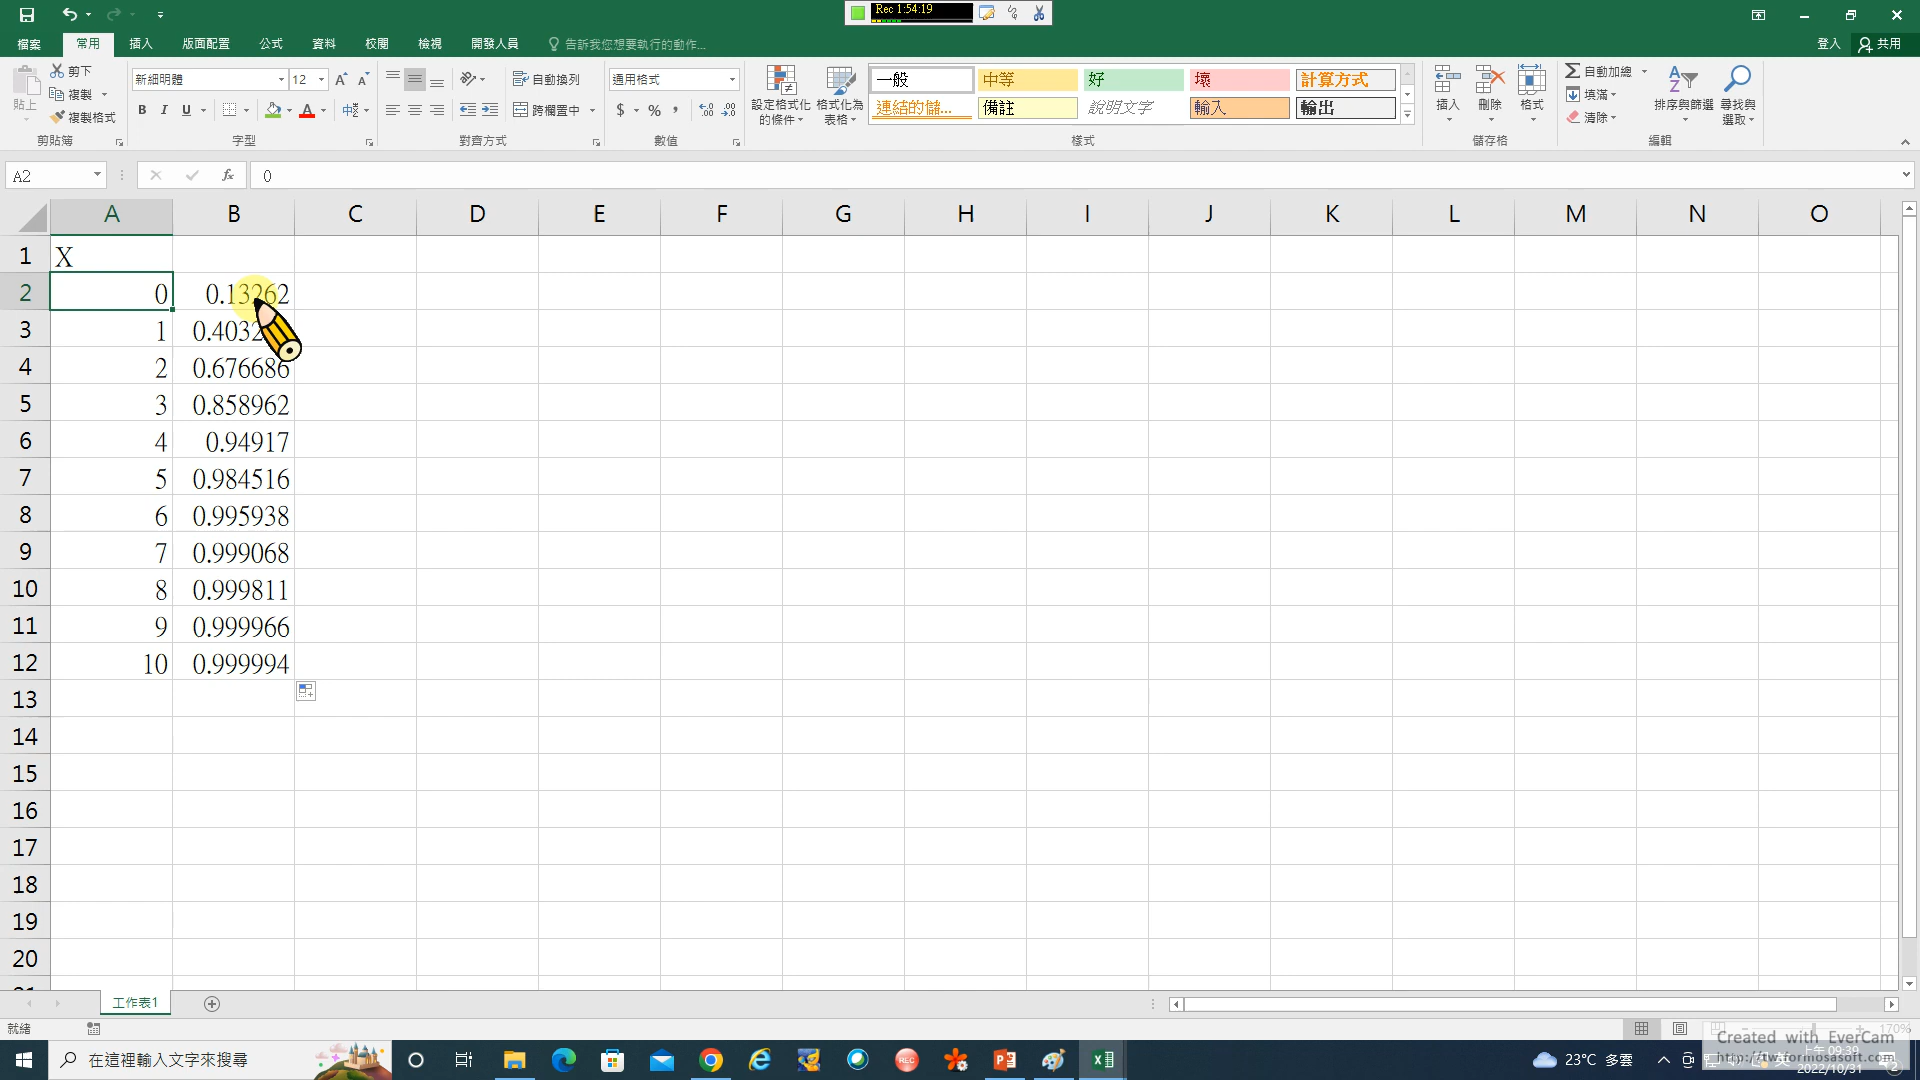 Rec 1:54:19
檔案 常用 插入 版面配置 公式 資料 校閱 檢視 開發人員 告訴我您想要執行的動作... 登入 共用
貼上 剪下 複製 複製格式 剪貼簿
新細明體 12 B I U 字型
自動換列 跨欄置中 對齊方式
通用格式 $ % 數值
設定格式化的條件 格式化為表格
一般 中等 好 壞 計算方式
連結的儲... 備註 說明文字 輸入 輸出
樣式
插入 刪除 格式 儲存格
自動加總 填滿 清除 排序與篩選 尋找與選取 編輯
A2 fx 0
A B C D E F G H I J K L M N O
1 X
2 0 0.13262
3 1 0.4032
4 2 0.676686
5 3 0.858962
6 4 0.94917
7 5 0.984516
8 6 0.995938
9 7 0.999068
10 8 0.999811
11 9 0.999966
12 10 0.999994
13
14
15
16
17
18
19
20
工作表1
就緒 170%
Created with EverCam
在這裡輸入文字來搜尋 23°C 多雲 英 上午 09:39
2022/10/31